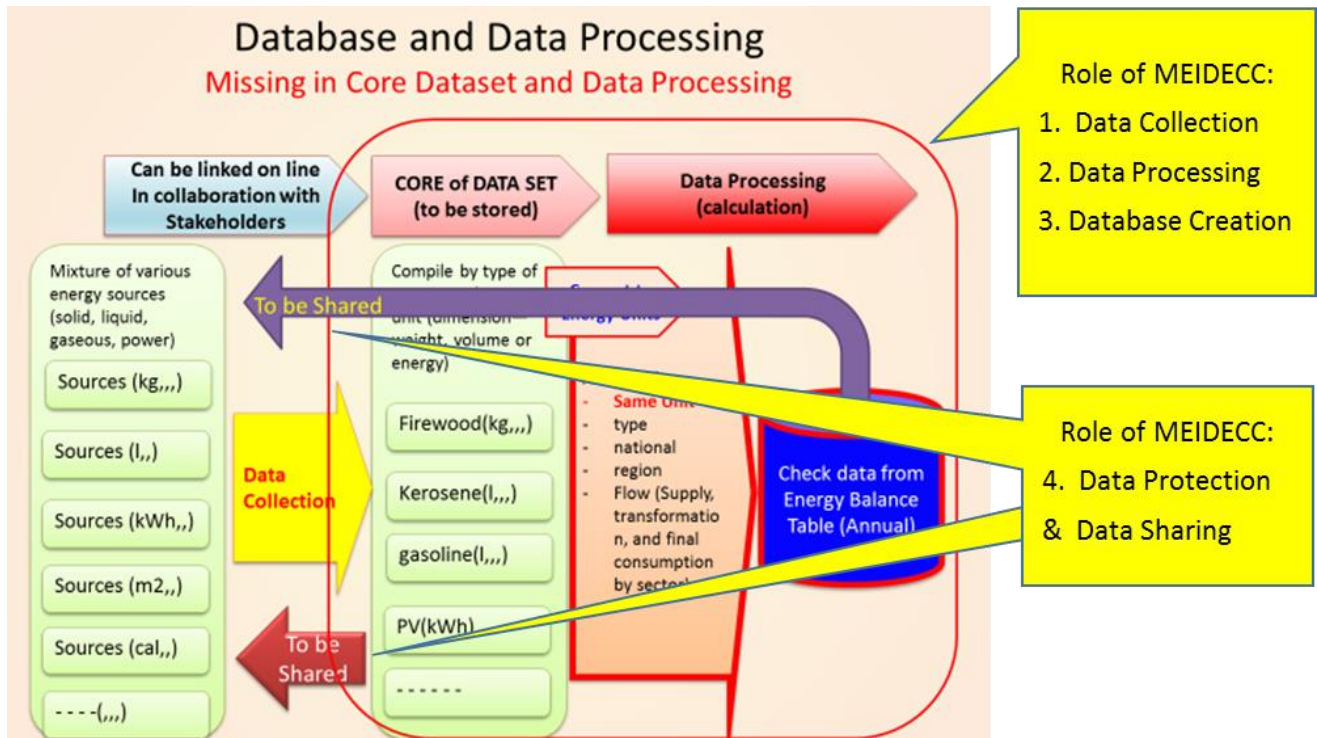 Database and Data Processing
Missing in Core Dataset and Data Processing
Can be linked on line
In collaboration with
Stakeholders
CORE of DATA SET
(to be stored)
Data Processing
(calculation)
Mixture of various
energy sources
(solid, liquid,
gaseous, power)
Sources (kg,,,)
Sources (l,,)
Sources (kWh,,)
Sources (m2,,)
Sources (cal,,)
- - - -(,,,)
To be Shared
Data
Collection
To be
Shared
Compile by type of
unit (dimension
weight, volume or
energy)
Firewood(kg,,,)
Kerosene(l,,,)
gasoline(l,,,)
PV(kWh)
- - - - - -
Energy Units
- Same Unit
- type
- national
- region
- Flow (Supply,
transformatio
n, and final
consumption
by sector)
Check data from
Energy Balance
Table (Annual)
Role of MEIDECC:
1. Data Collection
2. Data Processing
3. Database Creation
Role of MEIDECC:
4. Data Protection
& Data Sharing